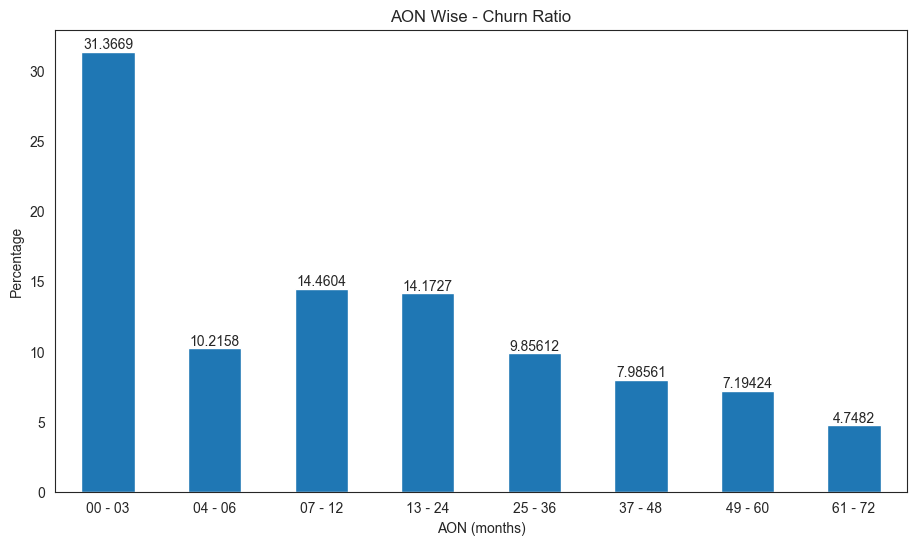 AON Wise - Churn Ratio
31.3669
10.2158
14.4604
14.1727
9.85612
7.98561
7.19424
4.7482
Percentage
30
25
20
15
10
5
0
00 - 03
04 - 06
07 - 12
13 - 24
25 - 36
37 - 48
49 - 60
61 - 72
AON (months)